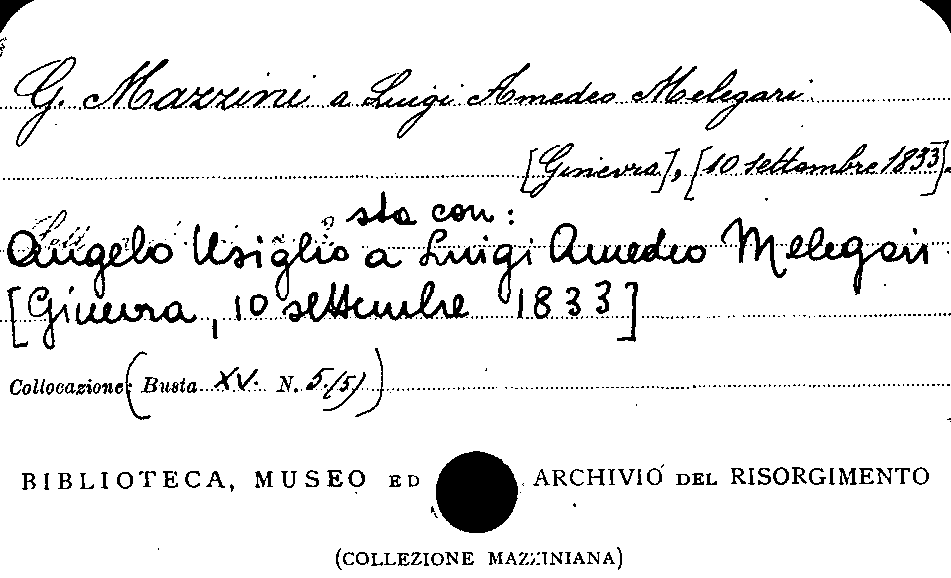 G. Mazzini a Luigi Amedeo Melegari
[Ginevra], [10 settembre 1833].
sta con:
Angelo Usiglio a Luigi Amedeo Melegari
[Ginevra, 10 settembre 1833]
Collocazione: (Busta XV. N. 5.(5))
BIBLIOTECA, MUSEO ED ARCHIVIO DEL RISORGIMENTO
(COLLEZIONE MAZZINIANA)